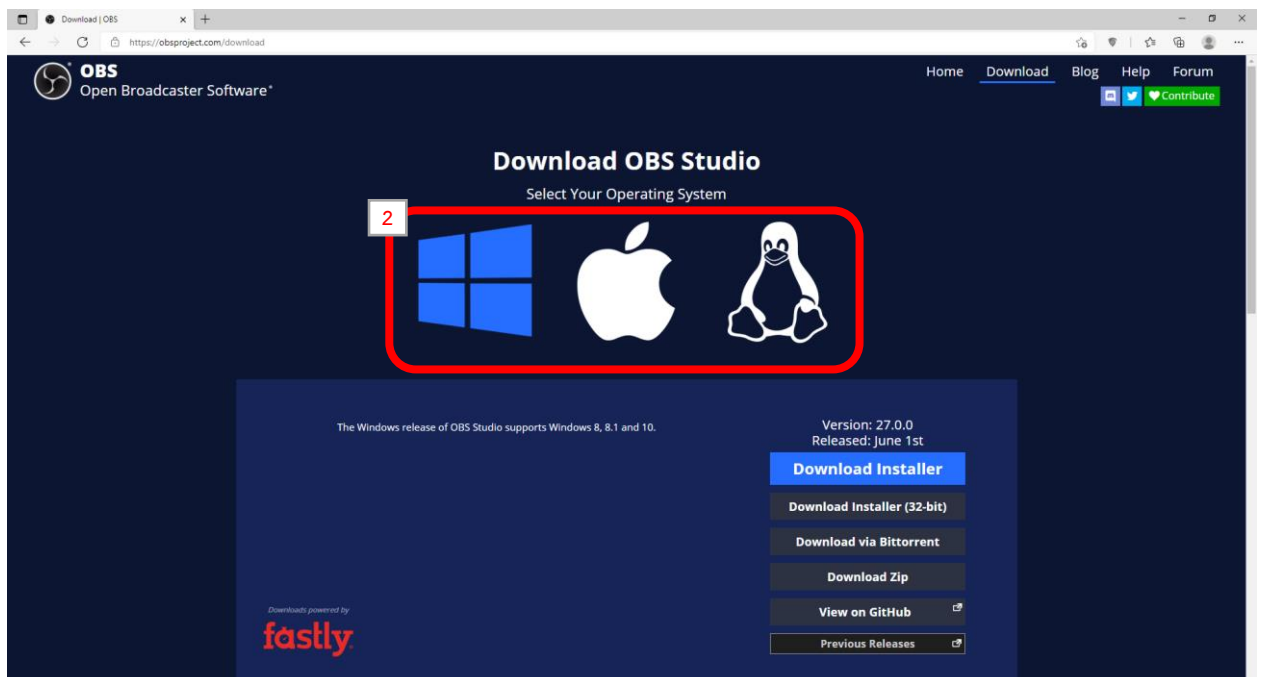 Download | OBS
https://obsproject.com/download
OBS
Open Broadcaster Software
Home Download Blog Help Forum
Contribute
Download OBS Studio
Select Your Operating System
2
The Windows release of OBS Studio supports Windows 8, 8.1 and 10.
Version: 27.0.0
Released: June 1st
Download Installer
Download Installer (32-bit)
Download via Bittorrent
Download Zip
View on GitHub
Previous Releases
Downloads powered by
fastly